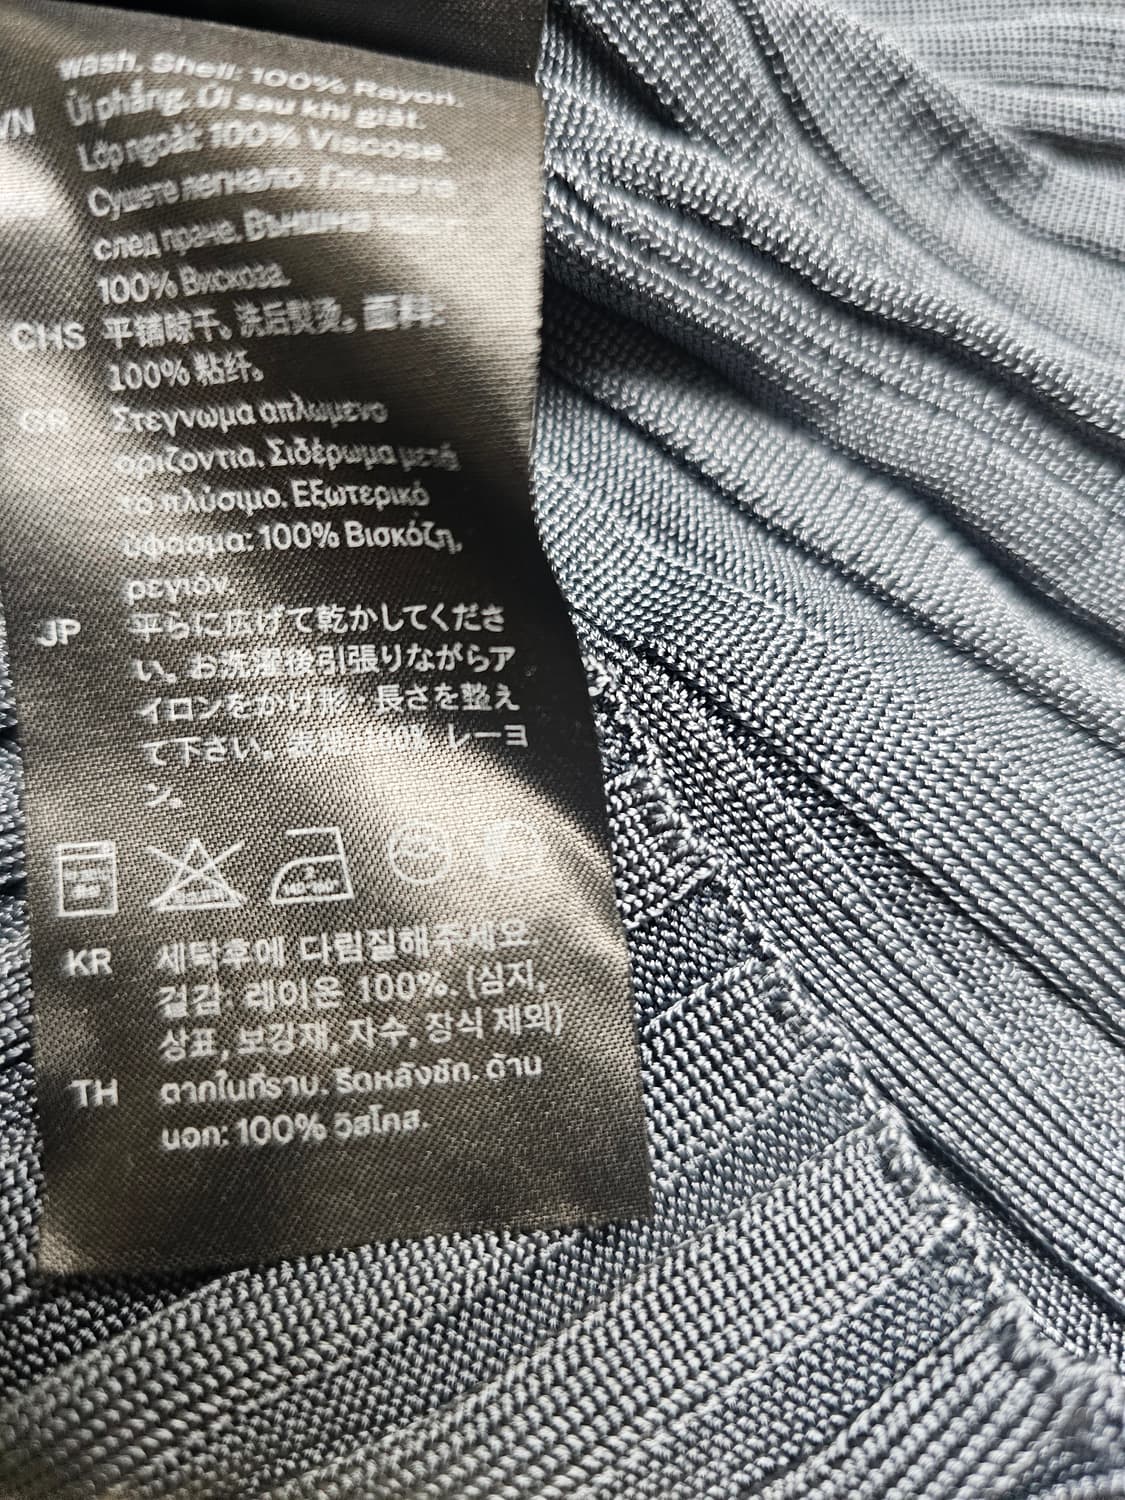 wash. Shell: 100% Rayon.
VN Ủi phẳng. Ủi sau khi giặt.
Lớp ngoài: 100% Viscose.
Сушете легнало. Гладете
след пране. Външна
100% Вискоза.
CHS 平铺晾干。洗后熨烫。面料:
100% 粘纤。
GR Στεγνωμα απλωμενο
οριζοντια. Σιδέρωμα μετά
το πλύσιμο. Εξωτερικό
ύφασμα: 100% Βισκόζη,
ρεγιόν.
JP 平らに広げて乾かしてくださ
い。お洗濯後引張りながらア
イロンをかけ形・長さを整え
て下さい。 レーヨ
ン。
KR 세탁후에 다림질해주세요.
겉감: 레이온 100%. (심지,
상표, 보강재, 자수, 장식 제외)
TH ตากในที่ราบ. รีดหลังซัก. ด้าน
นอก: 100% วิสโคส.